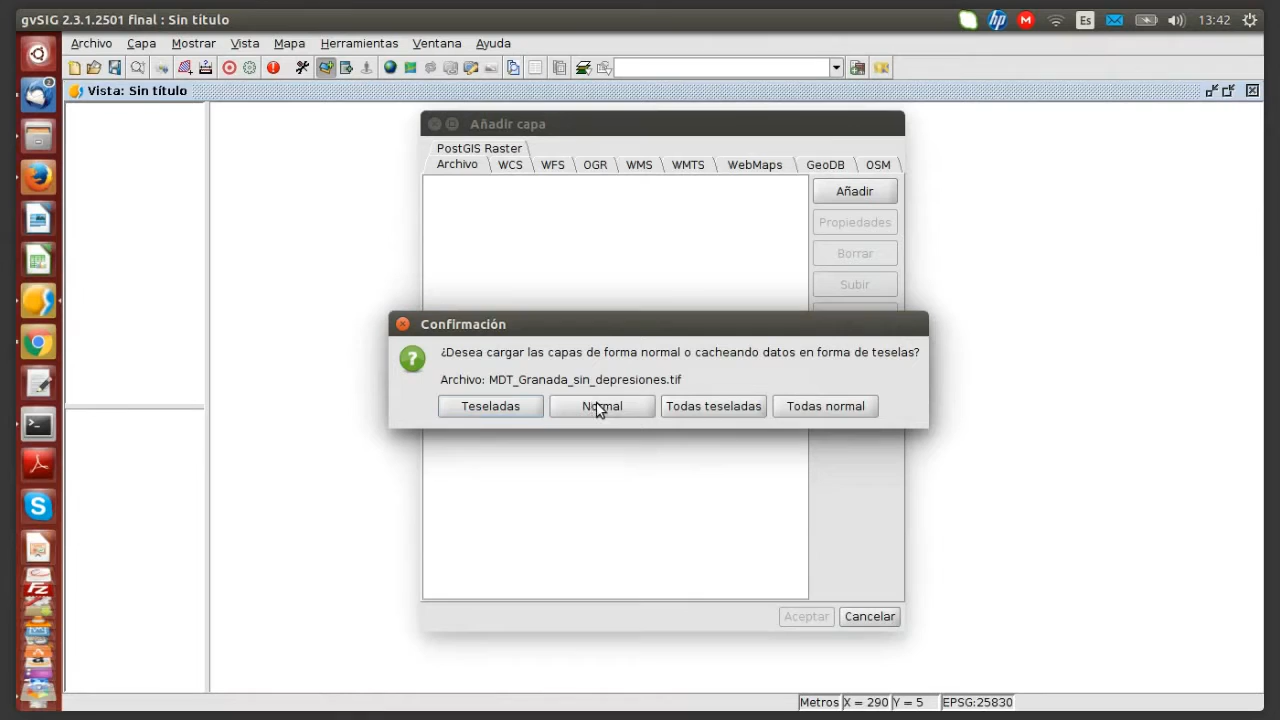 gvSIG 2.3.1.2501 final : Sin título
Es
13:42
Archivo Capa Mostrar Vista Mapa Herramientas Ventana Ayuda
Vista: Sin título
Añadir capa
PostGIS Raster
Archivo WCS WFS OGR WMS WMTS WebMaps GeoDB OSM
Añadir
Propiedades
Borrar
Subir
Confirmación
¿Desea cargar las capas de forma normal o cacheando datos en forma de teselas?
Archivo: MDT_Granada_sin_depresiones.tif
Teseladas Normal Todas teseladas Todas normal
Aceptar Cancelar
Metros X = 290 Y = 5 EPSG:25830